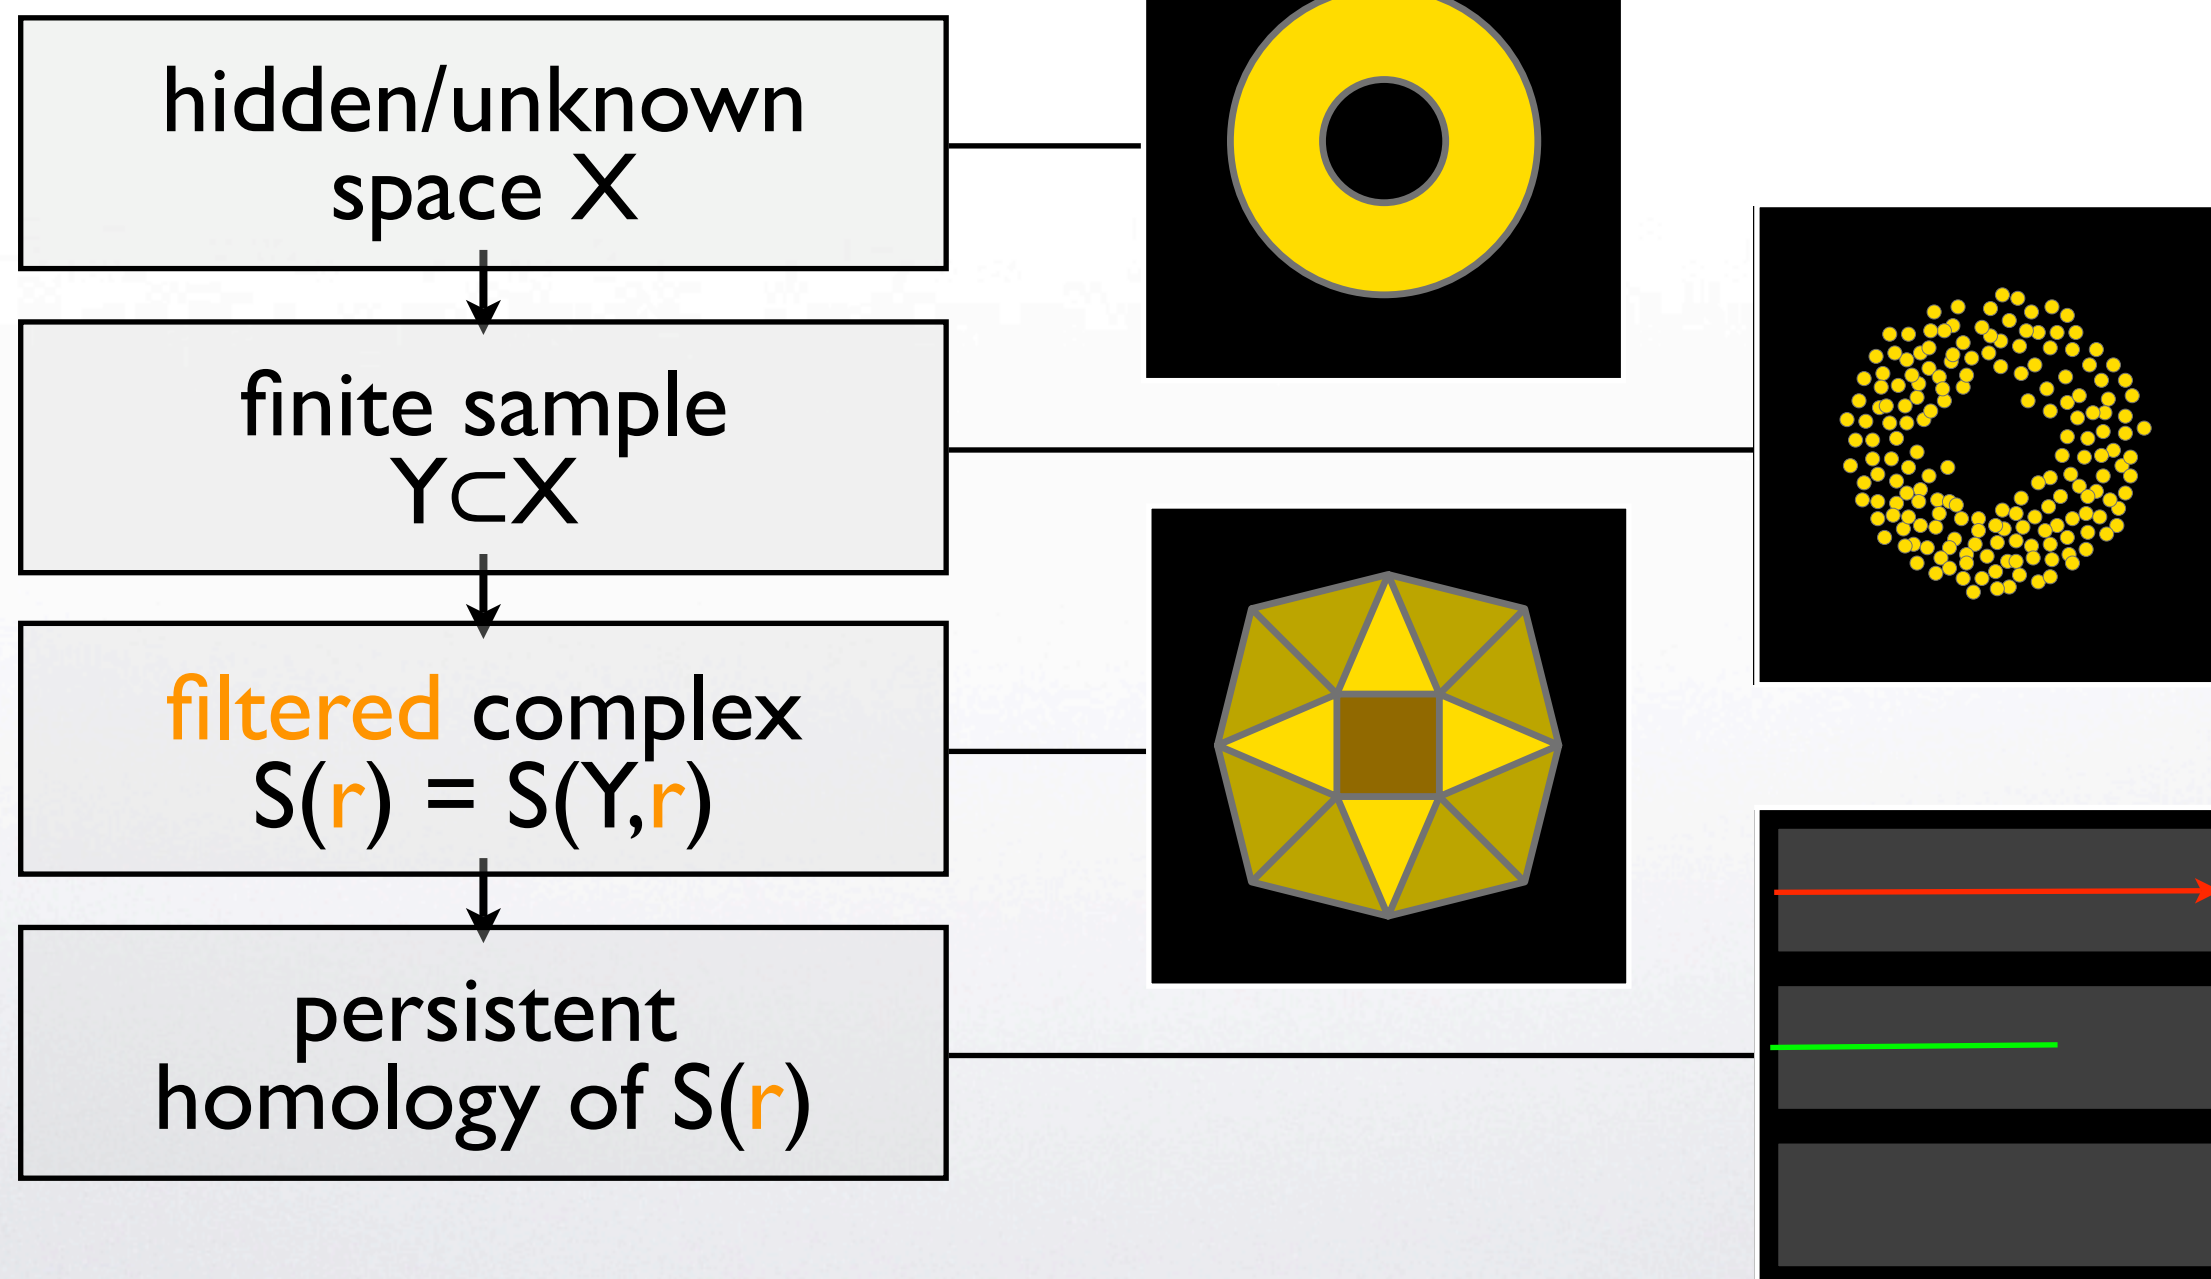 hidden/unknown
space X
finite sample
Y⊂X
filtered complex
S(r) = S(Y,r)
persistent
homology of S(r)